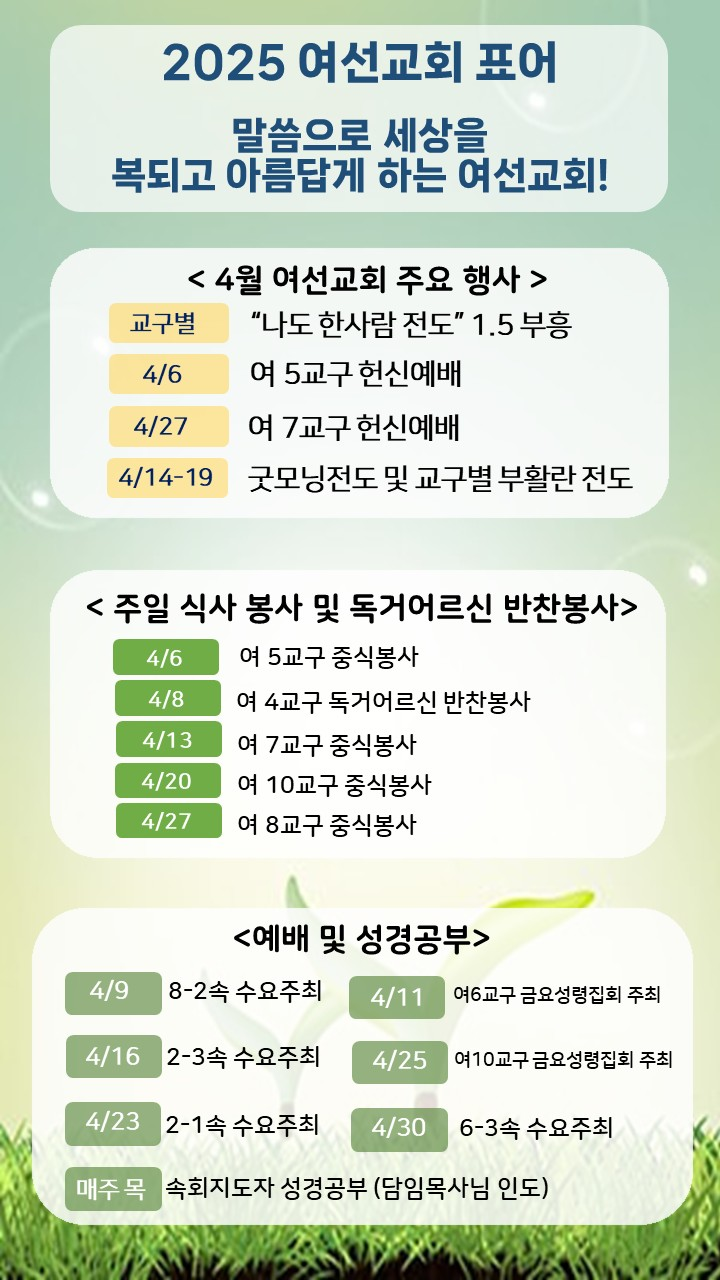 2025 여선교회 표어
말씀으로 세상을
복되고 아름답게 하는 여선교회!
< 4월 여선교회 주요 행사 >
교구별 “나도 한사람 전도” 1.5 부흥
4/6 여 5교구 헌신예배
4/27 여 7교구 헌신예배
4/14-19 굿모닝전도 및 교구별 부활란 전도
< 주일 식사 봉사 및 독거어르신 반찬봉사>
4/6 여 5교구 중식봉사
4/8 여 4교구 독거어르신 반찬봉사
4/13 여 7교구 중식봉사
4/20 여 10교구 중식봉사
4/27 여 8교구 중식봉사
<예배 및 성경공부>
4/9 8-2속 수요주최 4/11 여6교구 금요성령집회 주최
4/16 2-3속 수요주최 4/25 여10교구 금요성령집회 주최
4/23 2-1속 수요주최 4/30 6-3속 수요주최
매주 목 속회지도자 성경공부 (담임목사님 인도)